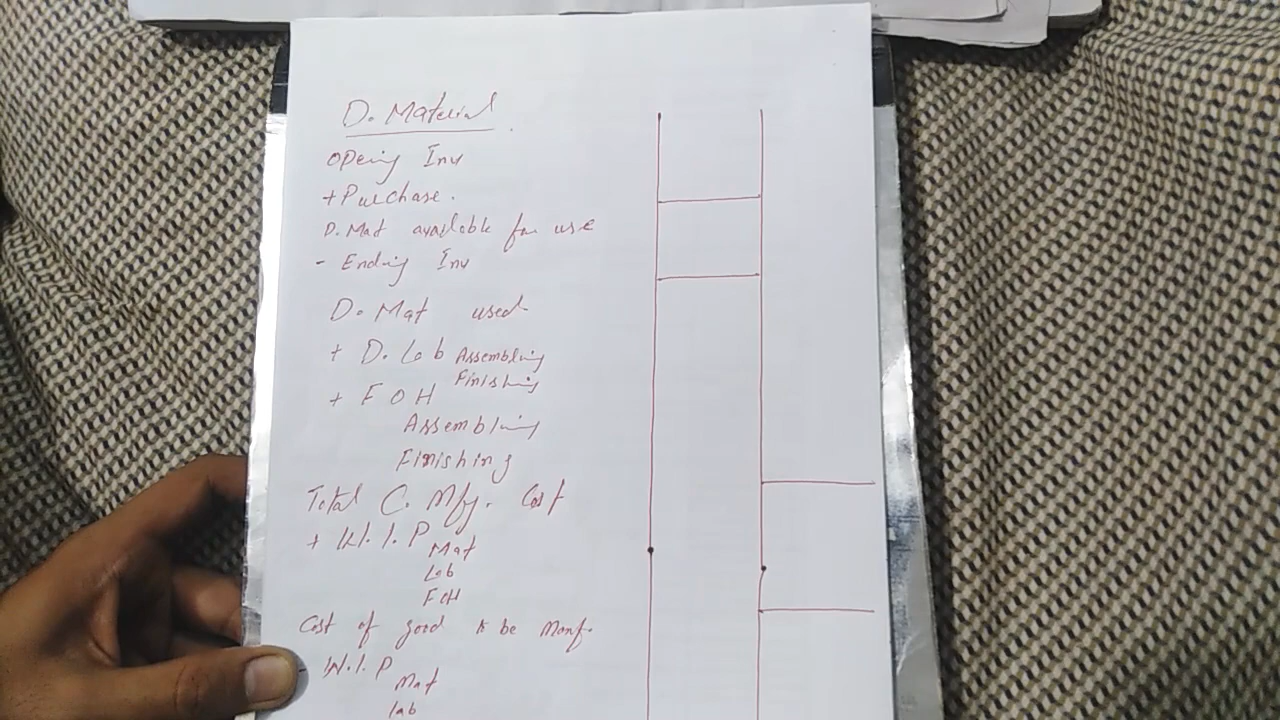 D. Material
opeing Inv
+ Purchase.
D. Mat available for use
- Ending Inv
D. Mat used
+ D. Lab Assembling
Finishing
+ FOH
Assembling
Finishing
Total C. Mfg. Cost
+ W.I.P
Mat
Lab
FOH
Cost of good to be Manf.
W.I.P
Mat
lab